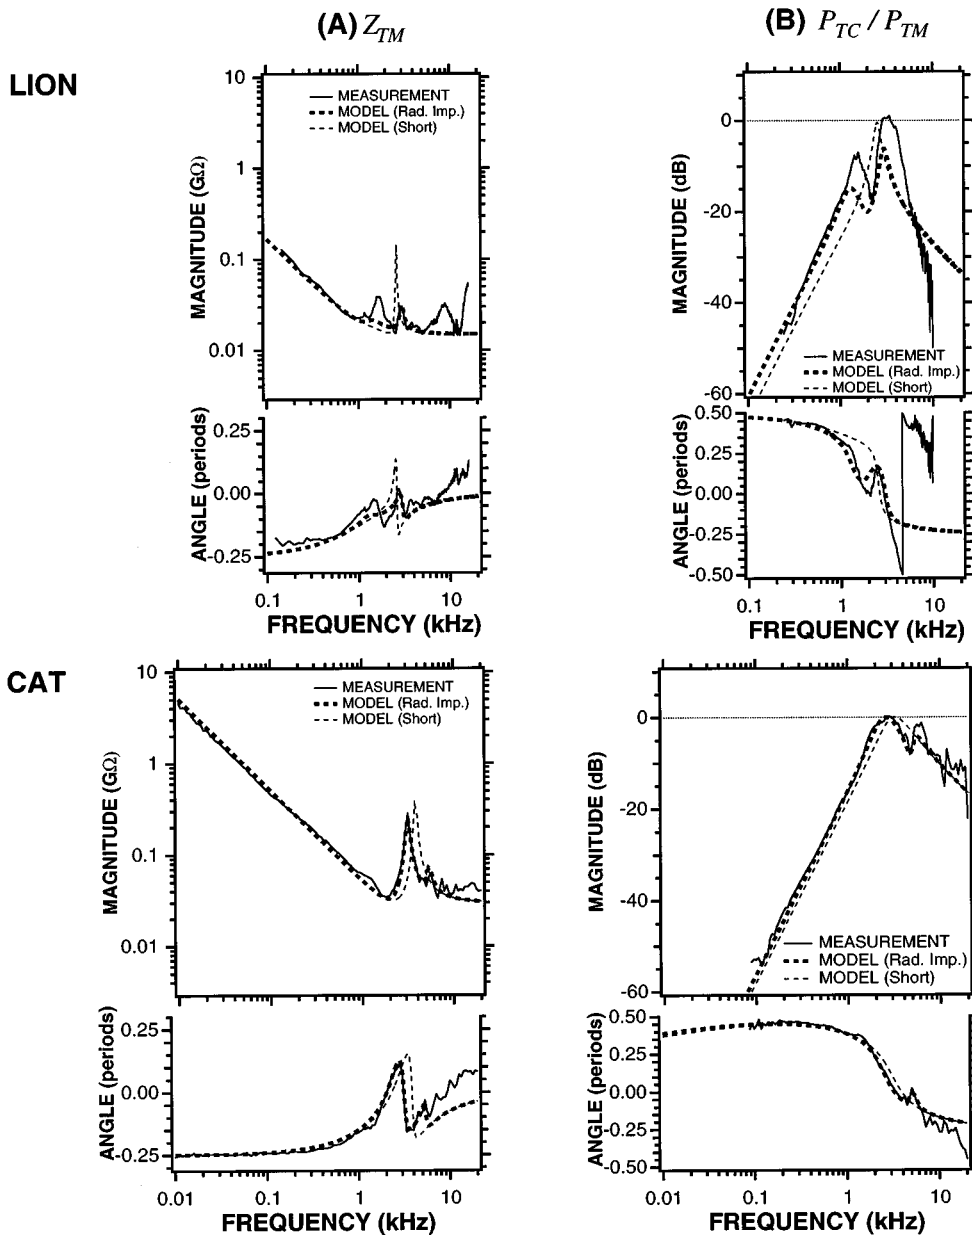 (A) Z_TM
(B) P_TC / P_TM
LION
MEASUREMENT
MODEL (Rad. Imp.)
MODEL (Short)
MAGNITUDE (GΩ)
10
1
0.1
0.01
ANGLE (periods)
0.25
0.00
-0.25
0.1
1
10
FREQUENCY (kHz)
MAGNITUDE (dB)
0
-20
-40
-60
MEASUREMENT
MODEL (Rad. Imp.)
MODEL (Short)
ANGLE (periods)
0.50
0.25
0.00
-0.25
-0.50
0.1
1
10
FREQUENCY (kHz)
CAT
MEASUREMENT
MODEL (Rad. Imp.)
MODEL (Short)
MAGNITUDE (GΩ)
10
1
0.1
0.01
ANGLE (periods)
0.25
0.00
-0.25
0.01
0.1
1
10
FREQUENCY (kHz)
MAGNITUDE (dB)
0
-20
-40
-60
MEASUREMENT
MODEL (Rad. Imp.)
MODEL (Short)
ANGLE (periods)
0.50
0.25
0.00
-0.25
-0.50
0.01
0.1
1
10
FREQUENCY (kHz)